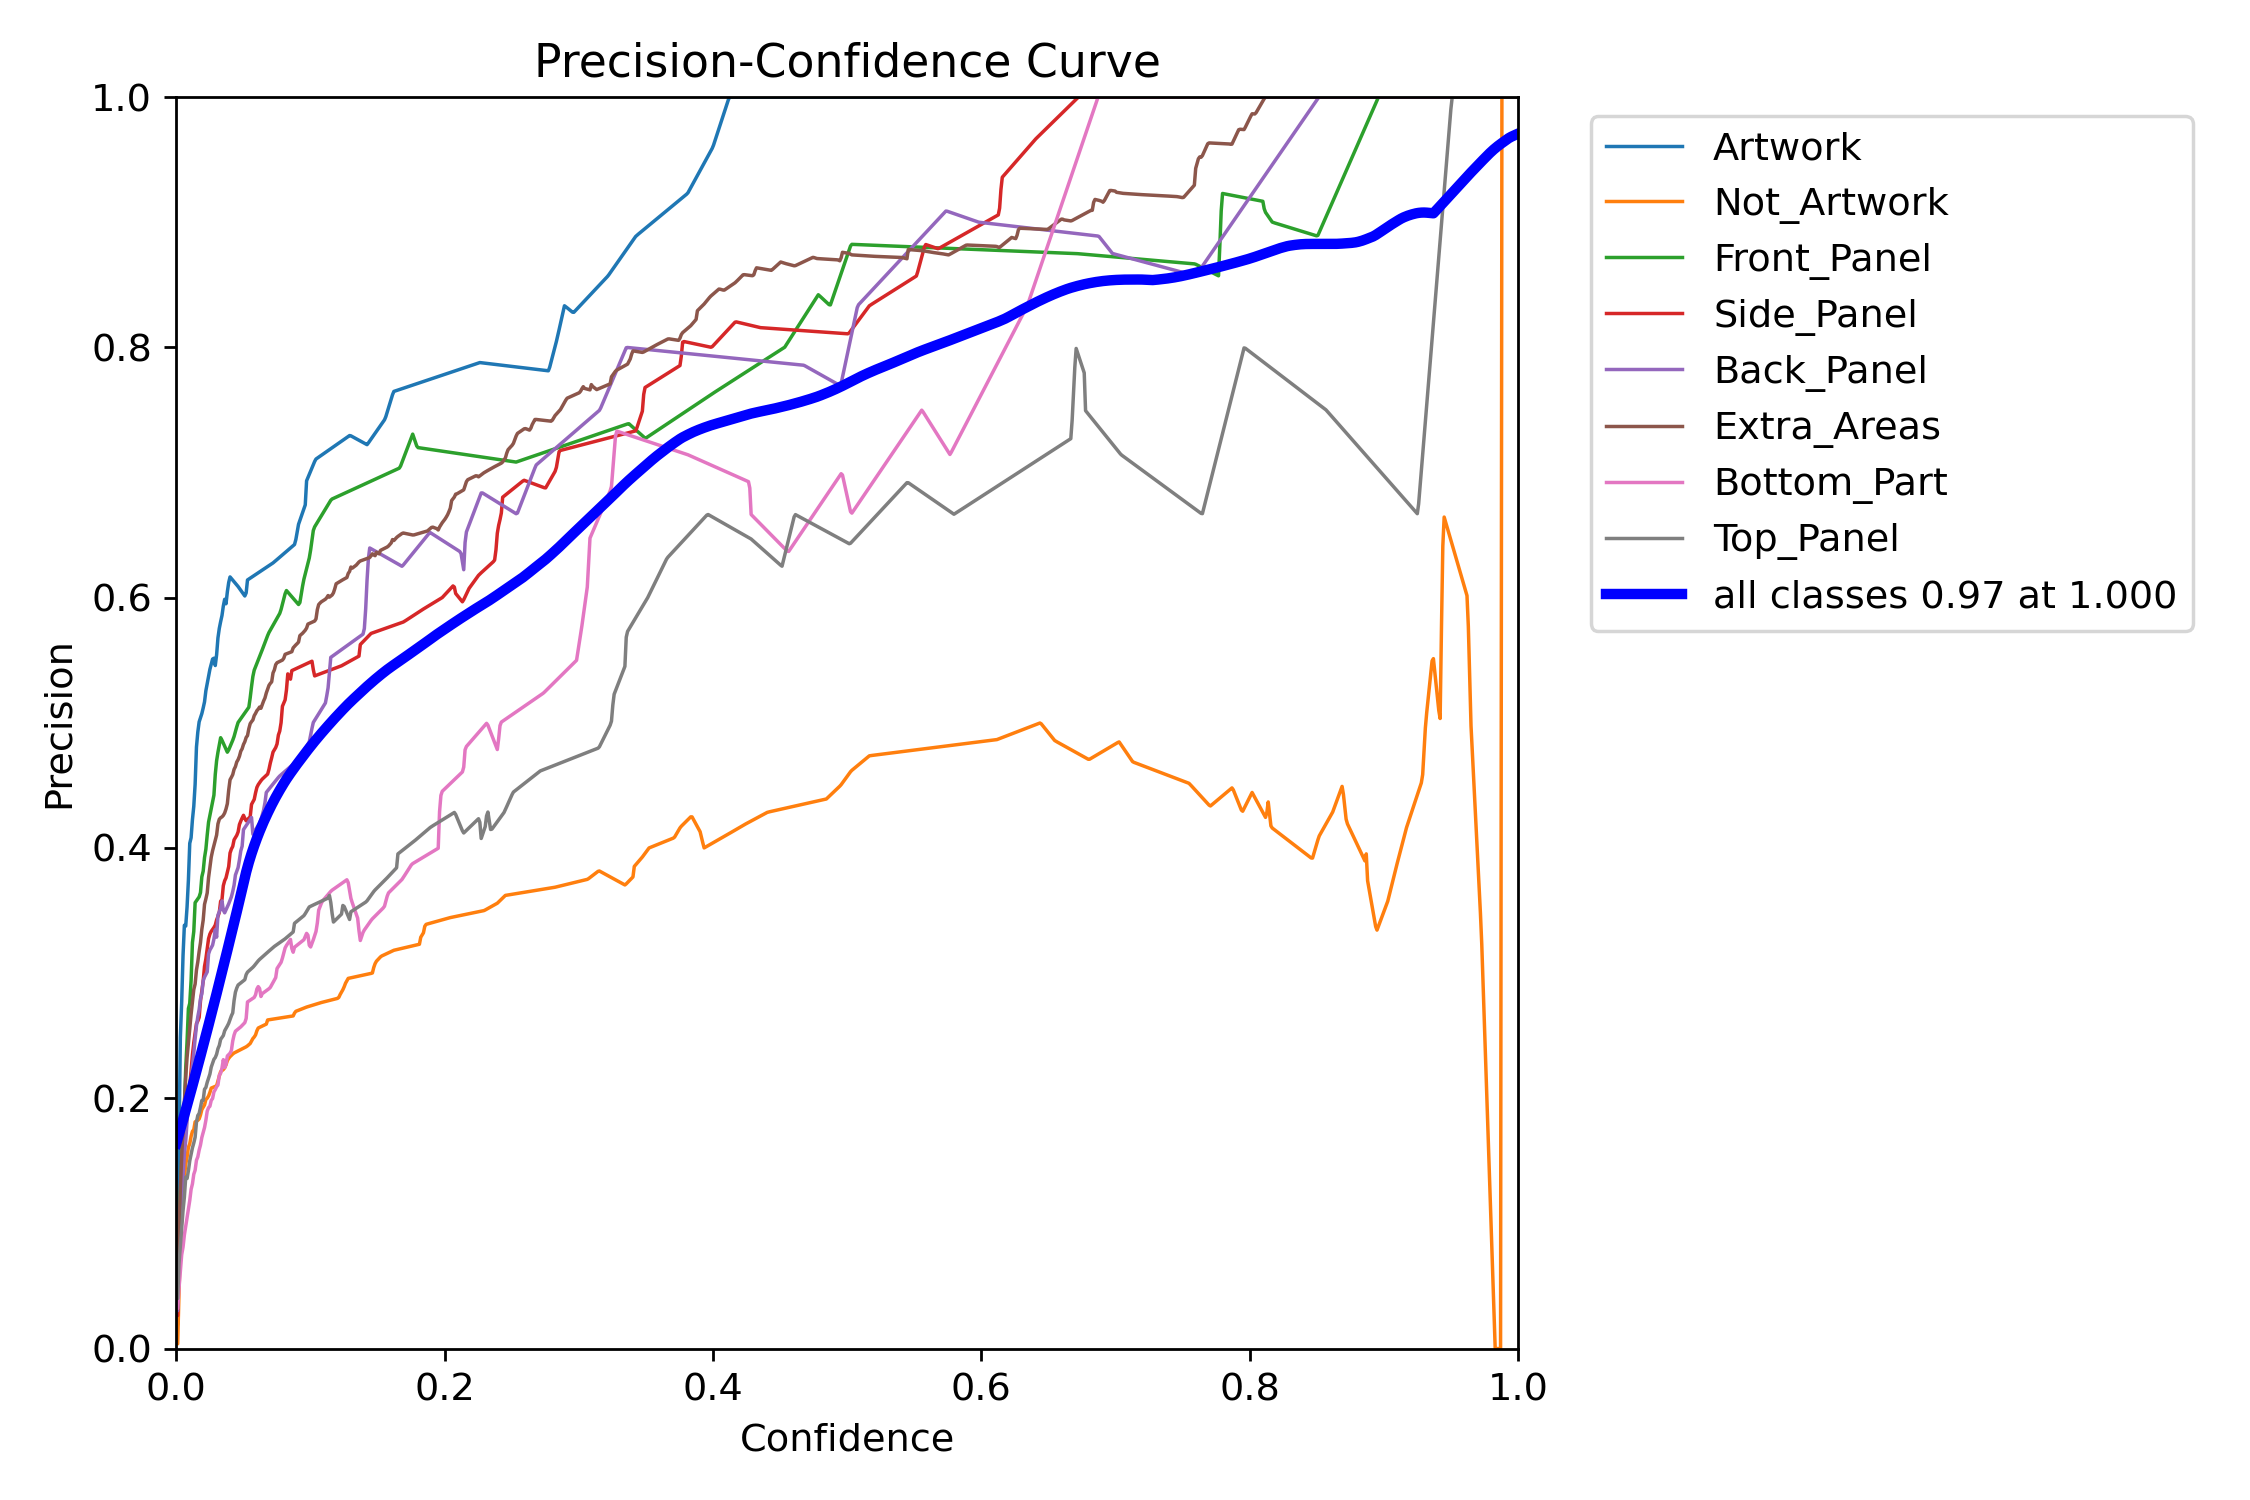 Precision-Confidence Curve
1.0
0.8
0.6
0.4
0.2
0.0
Precision
0.0 0.2 0.4 0.6 0.8 1.0
Confidence
Artwork
Not_Artwork
Front_Panel
Side_Panel
Back_Panel
Extra_Areas
Bottom_Part
Top_Panel
all classes 0.97 at 1.000